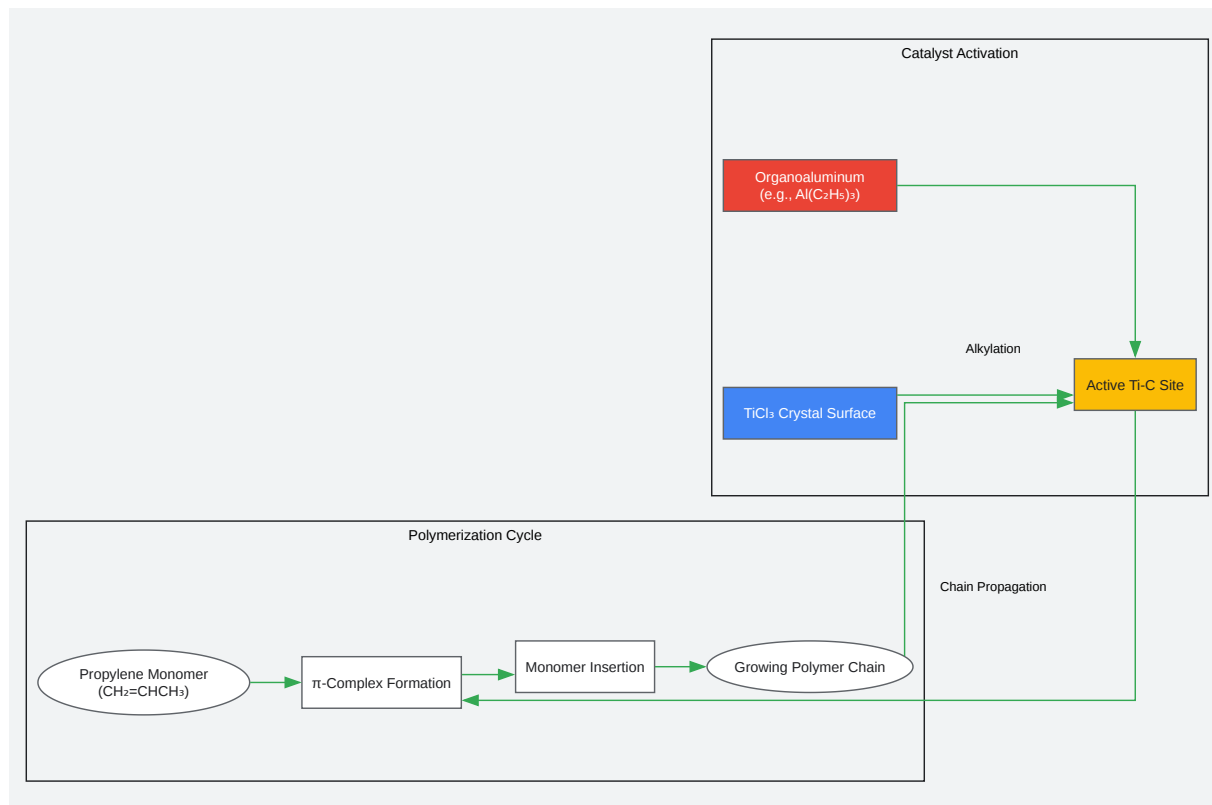 Catalyst Activation
Organoaluminum
(e.g., Al(C₂H₅)₃)
Alkylation
Active Ti-C Site
TiCl₃ Crystal Surface
Polymerization Cycle
Chain Propagation
Propylene Monomer
(CH₂=CHCH₃)
π-Complex Formation
Monomer Insertion
Growing Polymer Chain